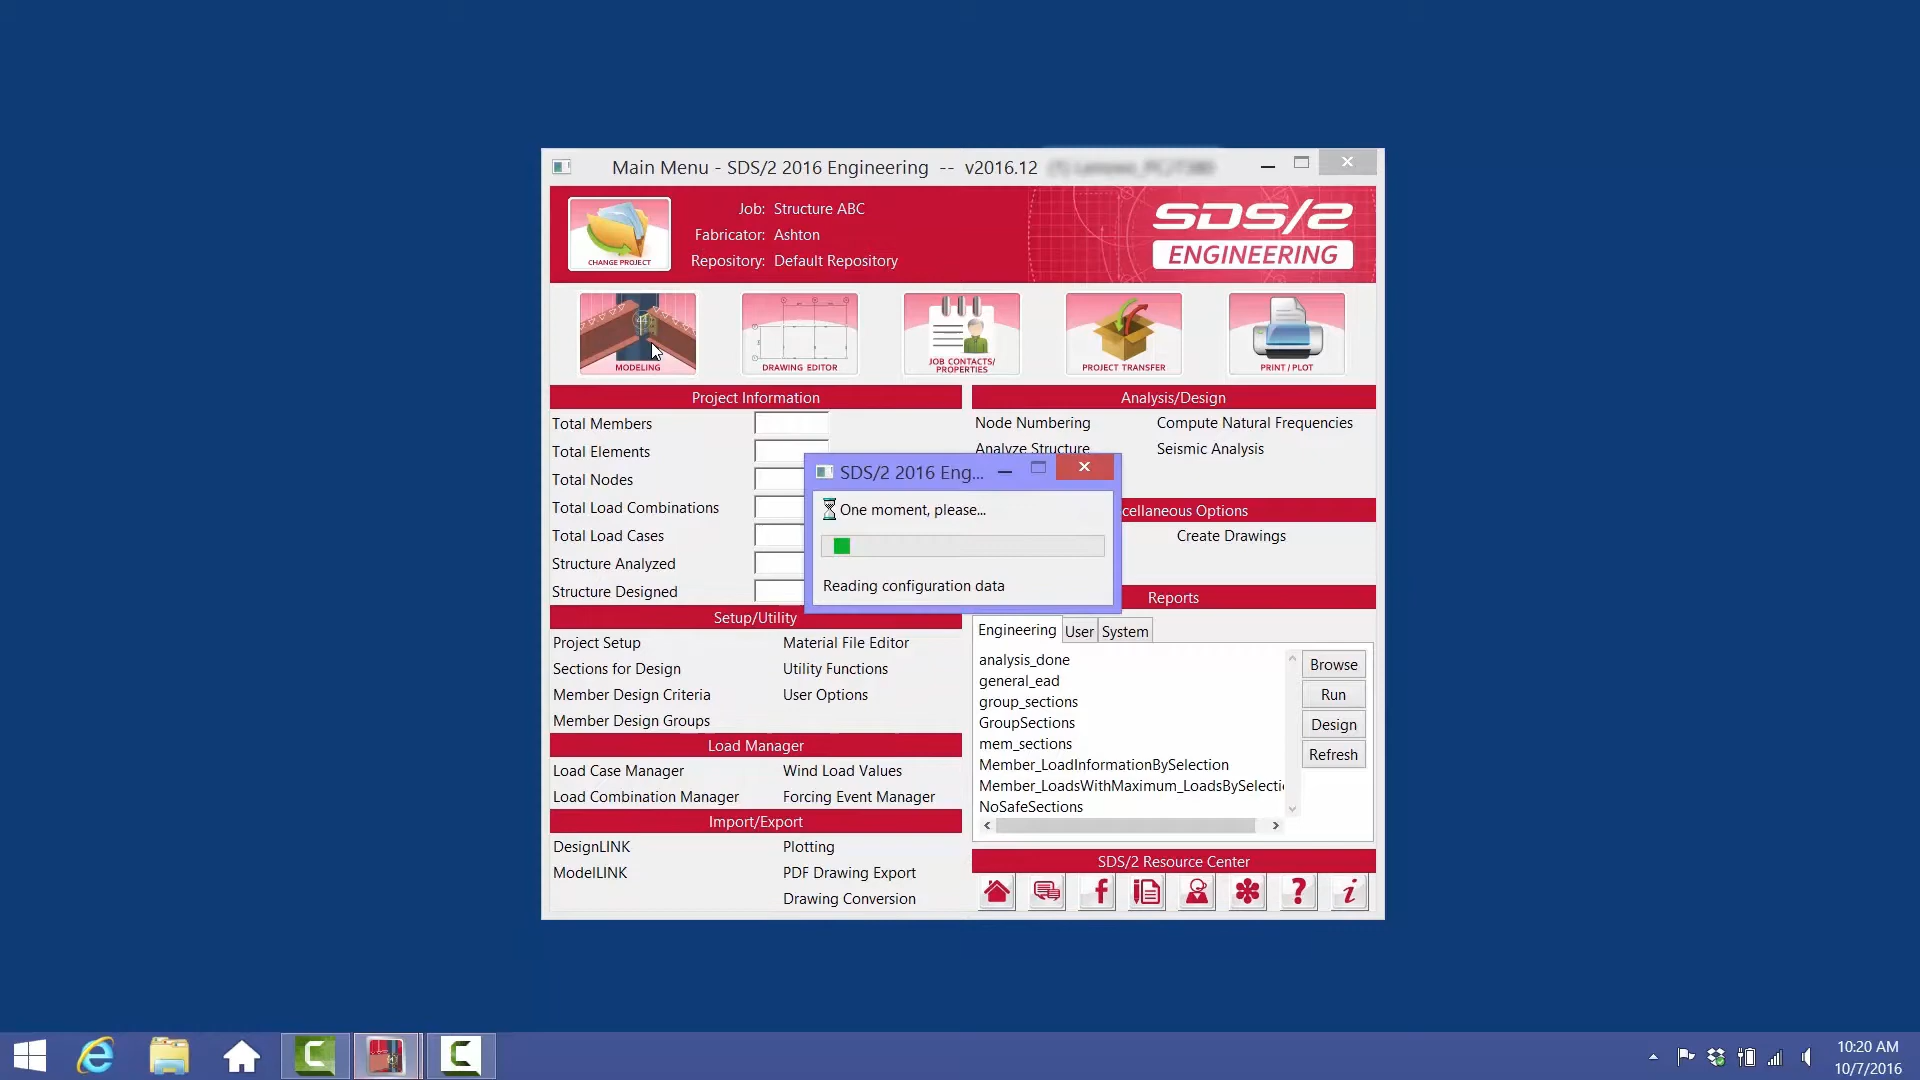 Main Menu - SDS/2 2016 Engineering -- v2016.12
Job: Structure ABC
Fabricator: Ashton
Repository: Default Repository
CHANGE PROJECT
SDS/2
ENGINEERING
44
MODELING
DRAWING EDITOR
JOB CONTACTS/
PROPERTIES
PROJECT TRANSFER
PRINT / PLOT
Project Information
Total Members
Total Elements
Total Nodes
Total Load Combinations
Total Load Cases
Structure Analyzed
Structure Designed
Analysis/Design
Node Numbering
Compute Natural Frequencies
Analyze Structure
Seismic Analysis
SDS/2 2016 Eng...
One moment, please...
Reading configuration data
cellaneous Options
Create Drawings
Reports
Setup/Utility
Project Setup
Material File Editor
Sections for Design
Utility Functions
Member Design Criteria
User Options
Member Design Groups
Load Manager
Load Case Manager
Wind Load Values
Load Combination Manager
Forcing Event Manager
Import/Export
DesignLINK
Plotting
ModelLINK
PDF Drawing Export
Drawing Conversion
Engineering User System
analysis_done
general_ead
group_sections
GroupSections
mem_sections
Member_LoadInformationBySelection
Member_LoadsWithMaximum_LoadsBySelecti
NoSafeSections
Browse
Run
Design
Refresh
SDS/2 Resource Center
10:20 AM
10/7/2016